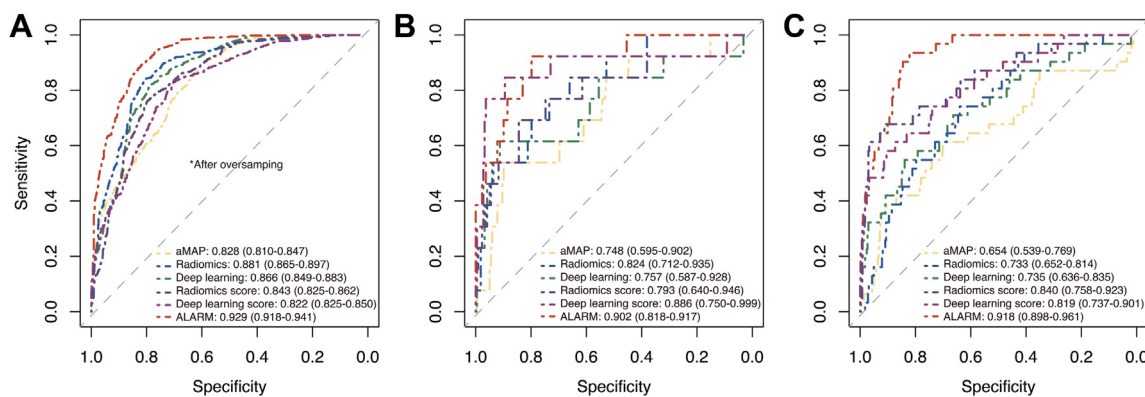 A
Sensitivity
1.0
0.8
0.6
0.4
0.2
0.0
*After oversamping
aMAP: 0.828 (0.810-0.847)
Radiomics: 0.881 (0.865-0.897)
Deep learning: 0.866 (0.849-0.883)
Radiomics score: 0.843 (0.825-0.862)
Deep learning score: 0.822 (0.825-0.850)
ALARM: 0.929 (0.918-0.941)
1.0 0.8 0.6 0.4 0.2 0.0
Specificity
B
1.0
0.8
0.6
0.4
0.2
0.0
aMAP: 0.748 (0.595-0.902)
Radiomics: 0.824 (0.712-0.935)
Deep learning: 0.757 (0.587-0.928)
Radiomics score: 0.793 (0.640-0.946)
Deep learning score: 0.886 (0.750-0.999)
ALARM: 0.902 (0.818-0.917)
1.0 0.8 0.6 0.4 0.2 0.0
Specificity
C
1.0
0.8
0.6
0.4
0.2
0.0
aMAP: 0.654 (0.539-0.769)
Radiomics: 0.733 (0.652-0.814)
Deep learning: 0.735 (0.636-0.835)
Radiomics score: 0.840 (0.758-0.923)
Deep learning score: 0.819 (0.737-0.901)
ALARM: 0.918 (0.898-0.961)
1.0 0.8 0.6 0.4 0.2 0.0
Specificity